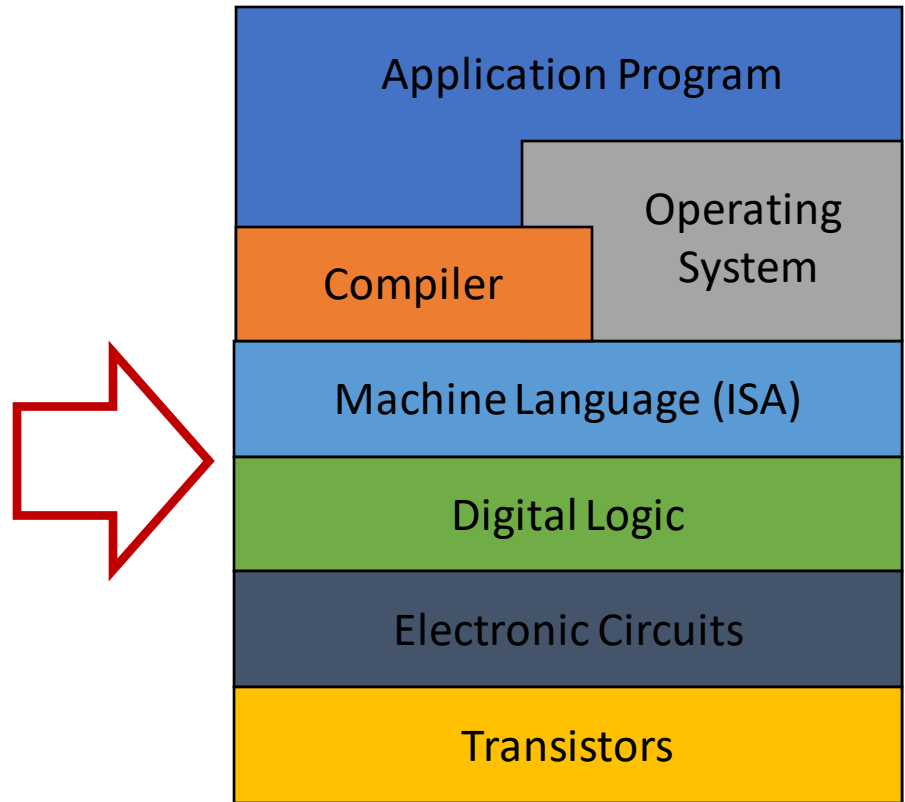 Application Program
Operating
System
Compiler
Machine Language (ISA)
Digital Logic
Electronic Circuits
Transistors